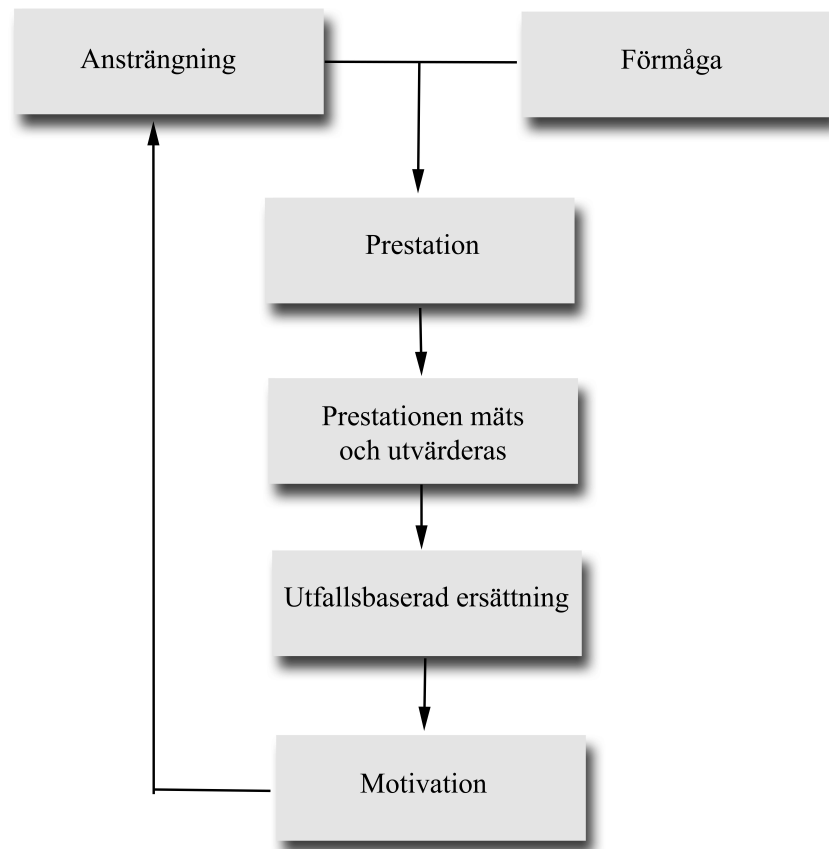 Ansträngning
Förmåga
Prestation
Prestationen mäts
och utvärderas
Utfallsbaserad ersättning
Motivation